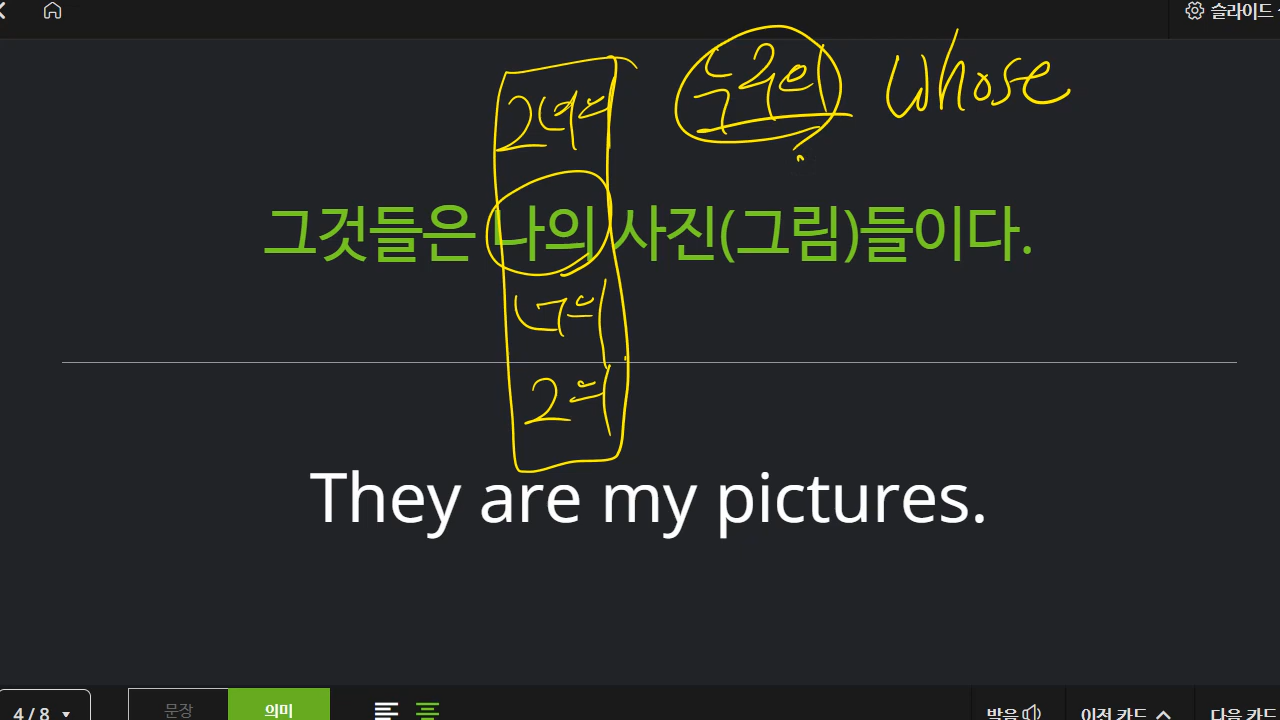 슬라이드
누구의 whose
그녀의
?
그것들은 나의 사진(그림)들이다.
너의
그의
They are my pictures.
4 / 8 문장 의미 발음 이전 카드 다음 카드